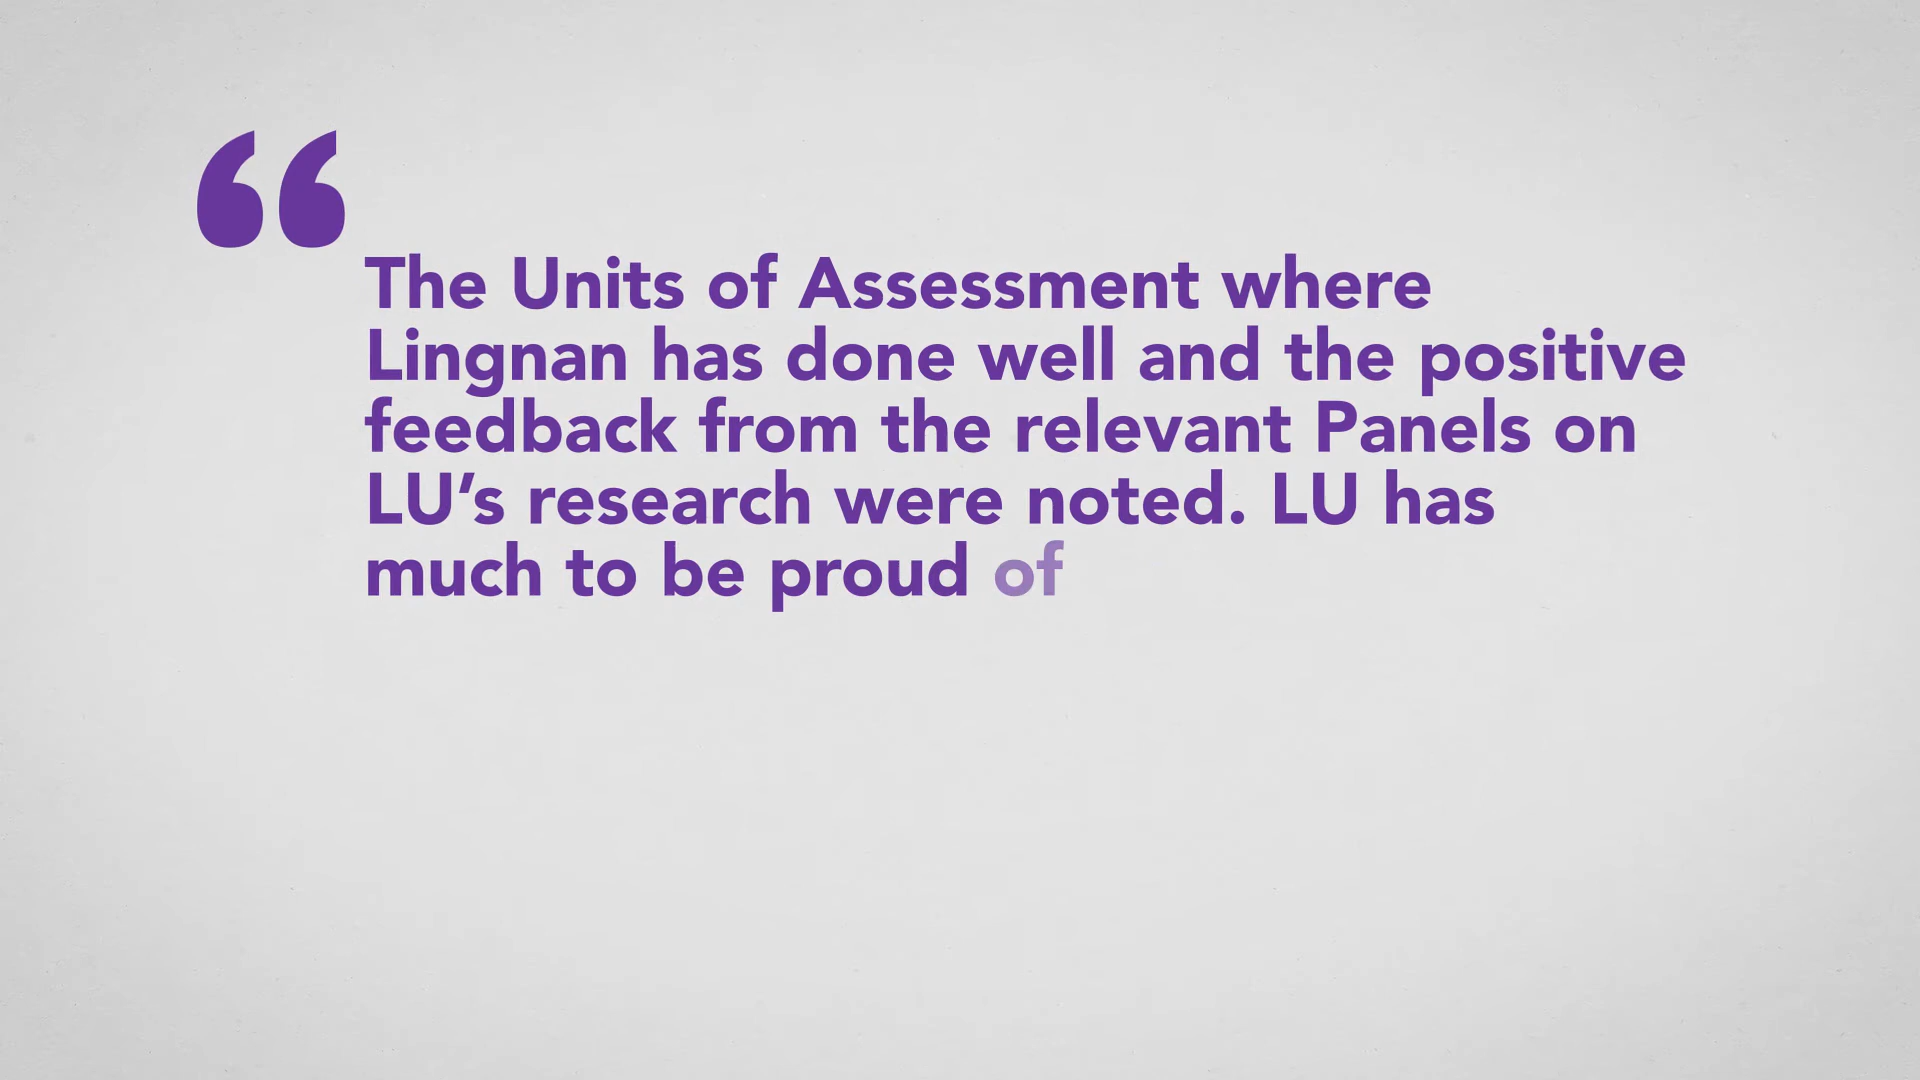 “
The Units of Assessment where
Lingnan has done well and the positive
feedback from the relevant Panels on
LU’s research were noted. LU has
much to be proud of